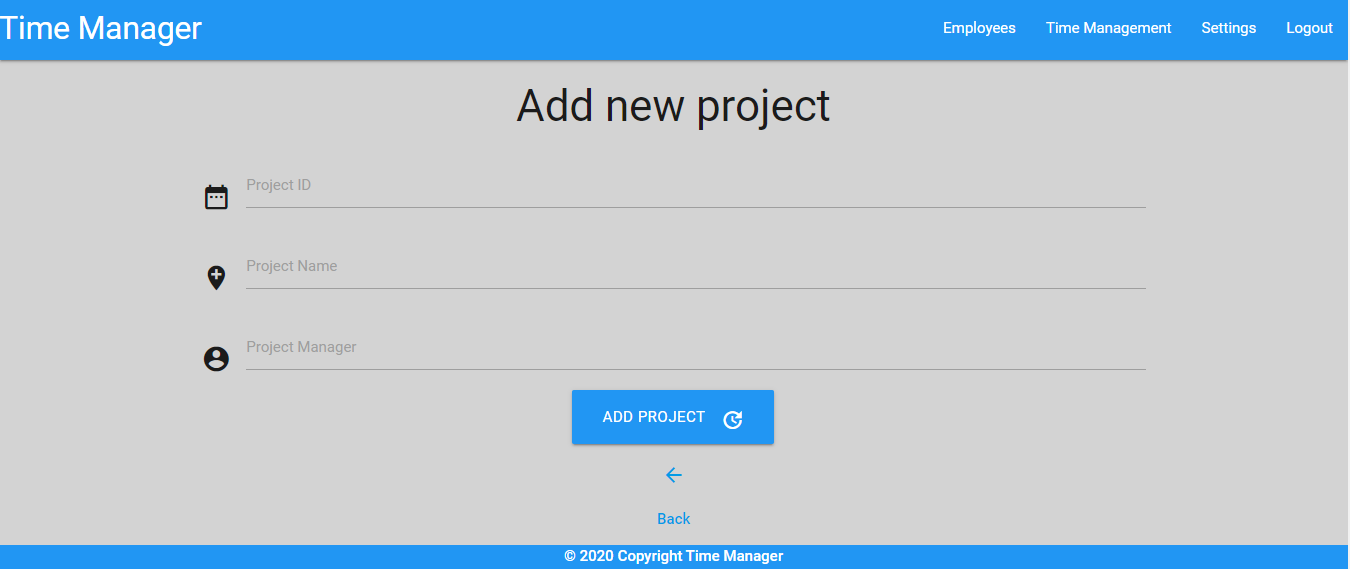 Time Manager
Employees Time Management Settings Logout
Add new project
Project ID
Project Name
Project Manager
ADD PROJECT
Back
© 2020 Copyright Time Manager